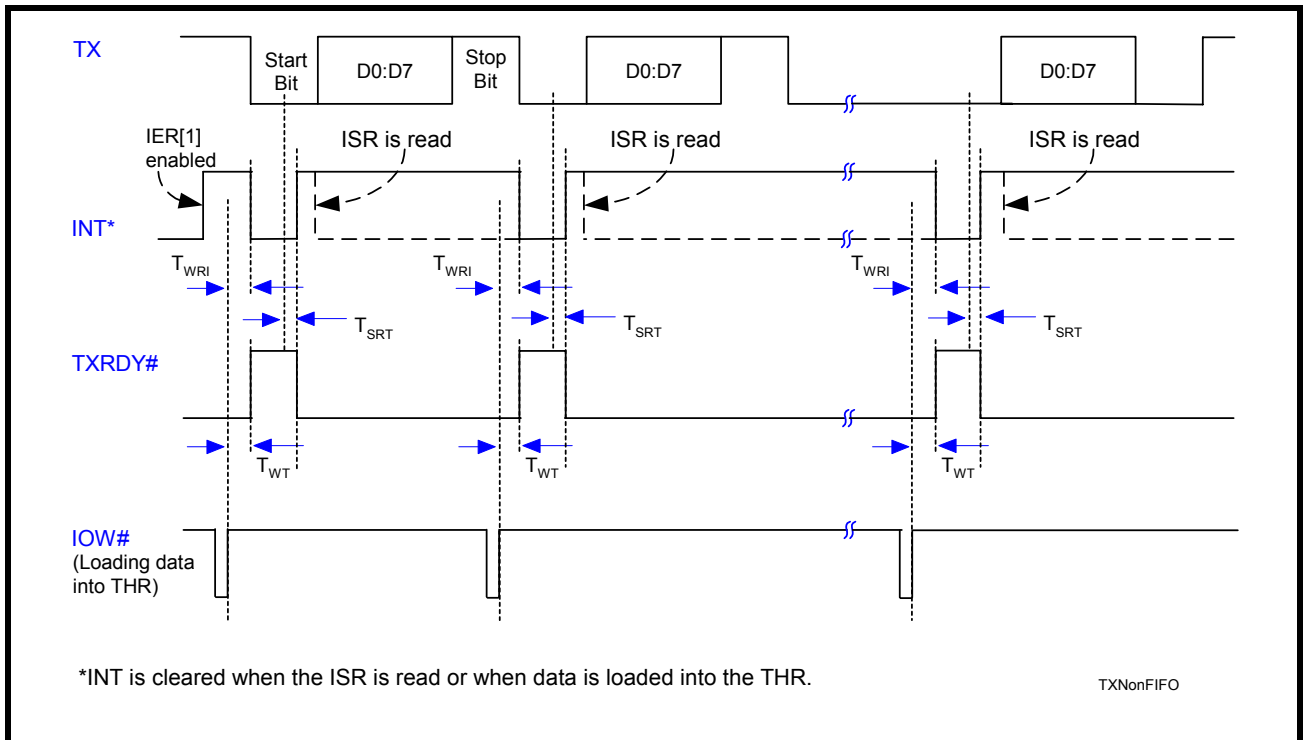 TX
Start
Bit
D0:D7
Stop
Bit
D0:D7
D0:D7
IER[1]
enabled
ISR is read
ISR is read
ISR is read
INT*
TWRI
TWRI
TWRI
TSRT
TSRT
TSRT
TXRDY#
TWT
TWT
TWT
IOW#
(Loading data
into THR)
*INT is cleared when the ISR is read or when data is loaded into the THR.
TXNonFIFO